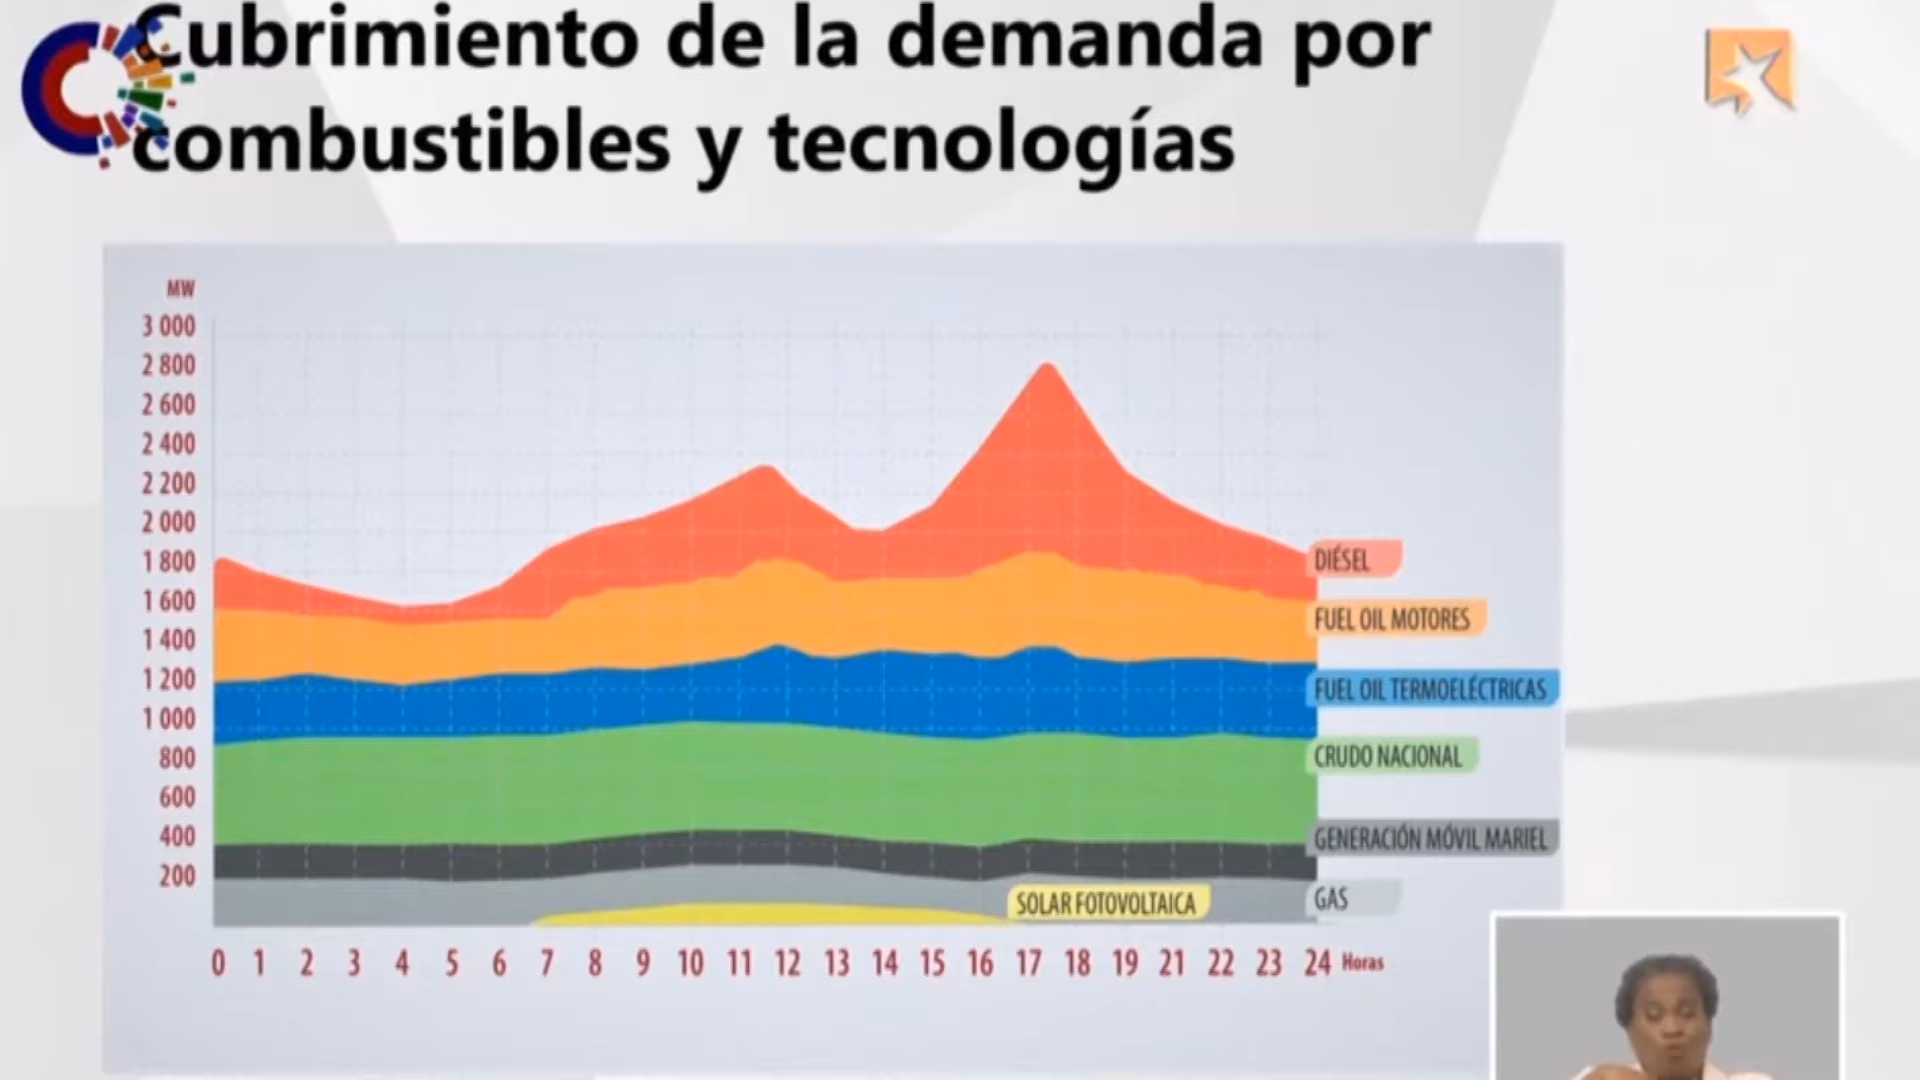 Cubrimiento de la demanda por
combustibles y tecnologías
MW
3 000
2 800
2 600
2 400
2 200
2 000
1 800
1 600
1 400
1 200
1 000
800
600
400
200
DIÉSEL
FUEL OIL MOTORES
FUEL OIL TERMOELÉCTRICAS
CRUDO NACIONAL
GENERACIÓN MÓVIL MARIEL
SOLAR FOTOVOLTAICA
GAS
0 1 2 3 4 5 6 7 8 9 10 11 12 13 14 15 16 17 18 19 21 22 23 24 Horas